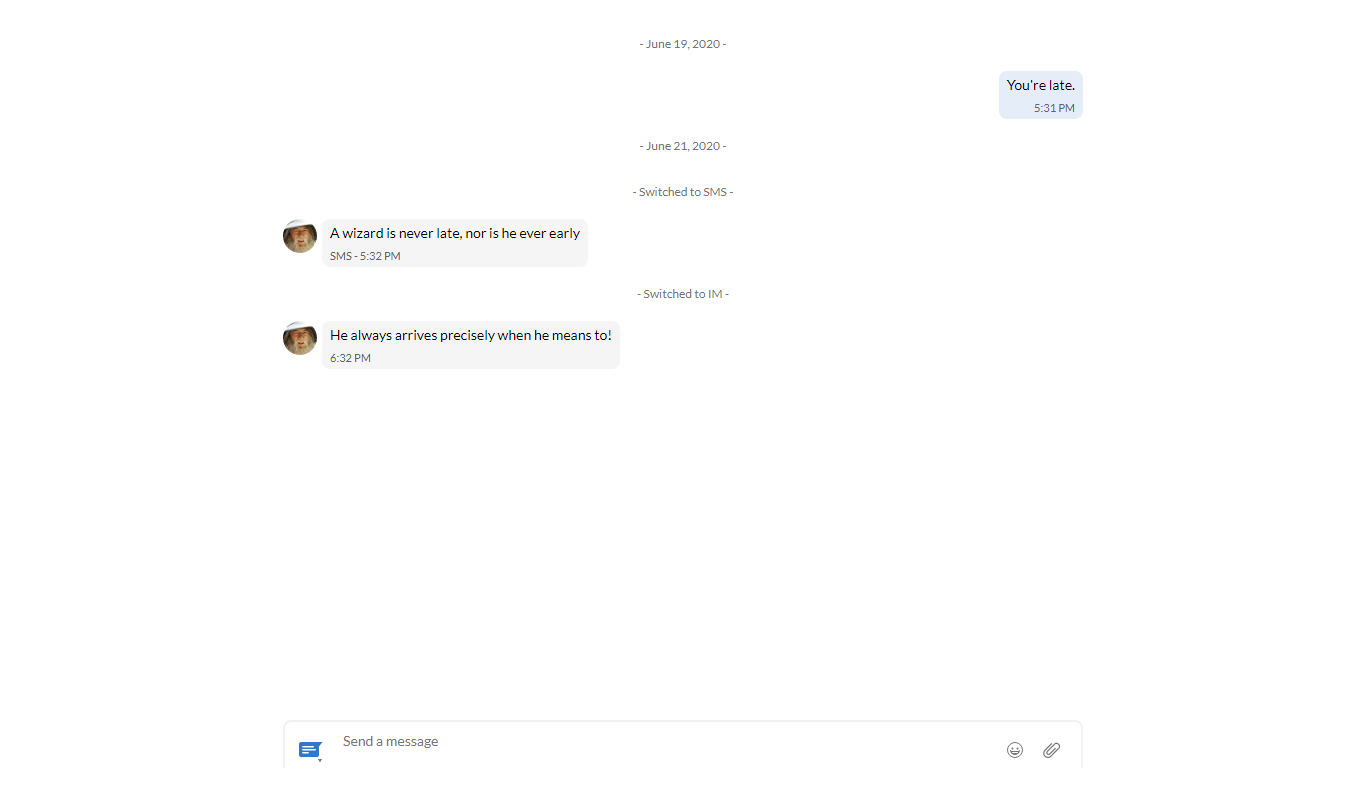 - June 19, 2020 -
You're late.
5:31 PM
- June 21, 2020 -
- Switched to SMS -
A wizard is never late, nor is he ever early
SMS - 5:32 PM
- Switched to IM -
He always arrives precisely when he means to!
6:32 PM
Send a message